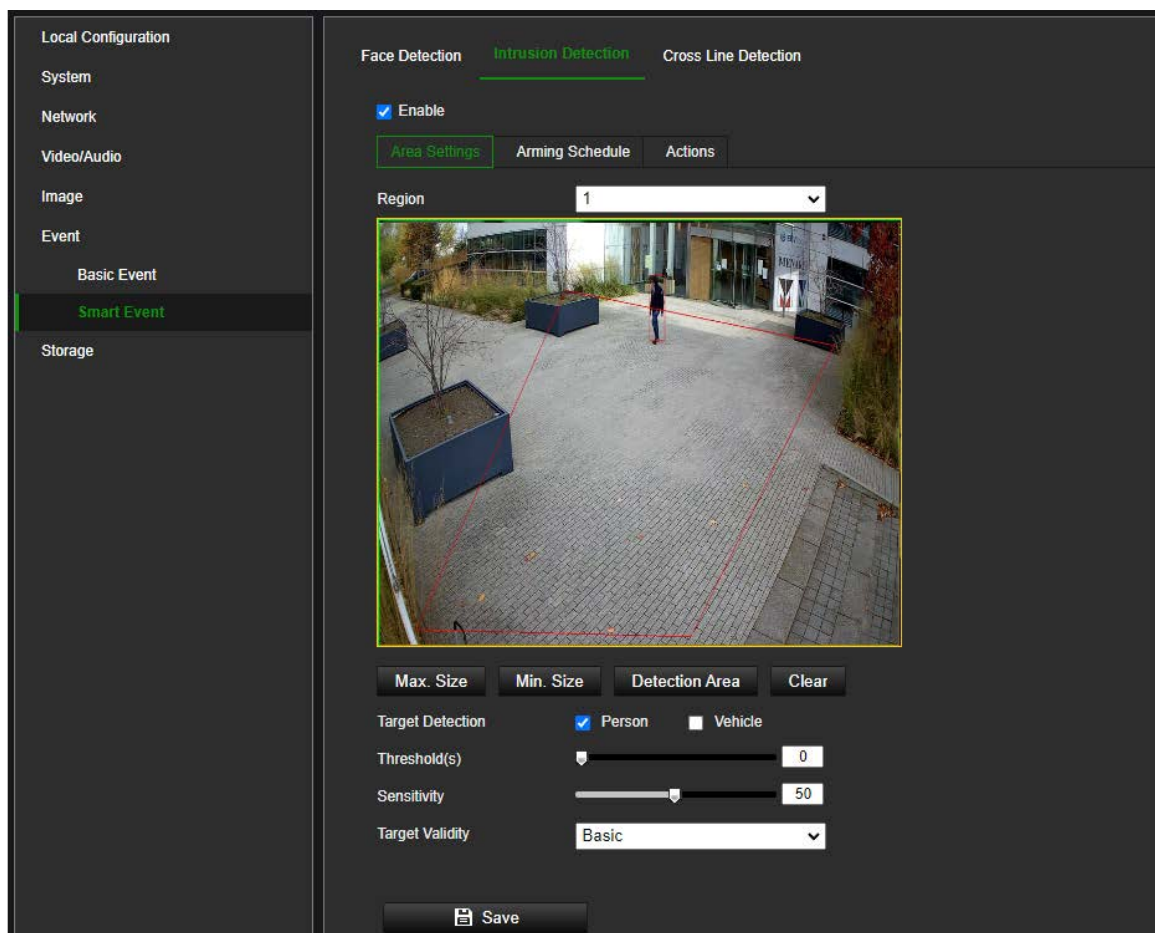 Local Configuration
System
Network
Video/Audio
Image
Event
Basic Event
Smart Event
Storage
Face Detection Intrusion Detection Cross Line Detection
Enable
Area Settings Arming Schedule Actions
Region 1
Max. Size Min. Size Detection Area Clear
Target Detection Person Vehicle
Threshold(s) 0
Sensitivity 50
Target Validity Basic
Save